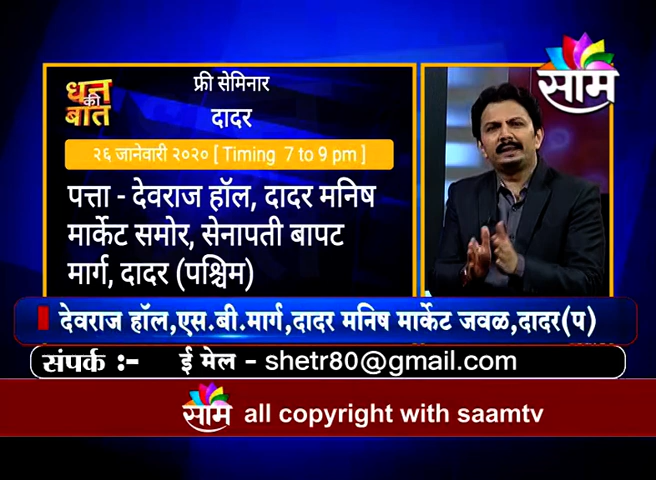 साम
धन
की
बात
फ्री सेमिनार
दादर
२६ जानेवारी २०२० [ Timing 7 to 9 pm ]
पत्ता - देवराज हॉल, दादर मनिष
मार्केट समोर, सेनापती बापट
मार्ग, दादर (पश्चिम)
देवराज हॉल,एस.बी.मार्ग,दादर मनिष मार्केट जवळ,दादर(प)
संपर्क :- ई मेल - shetr80@gmail.com
साम all copyright with saamtv